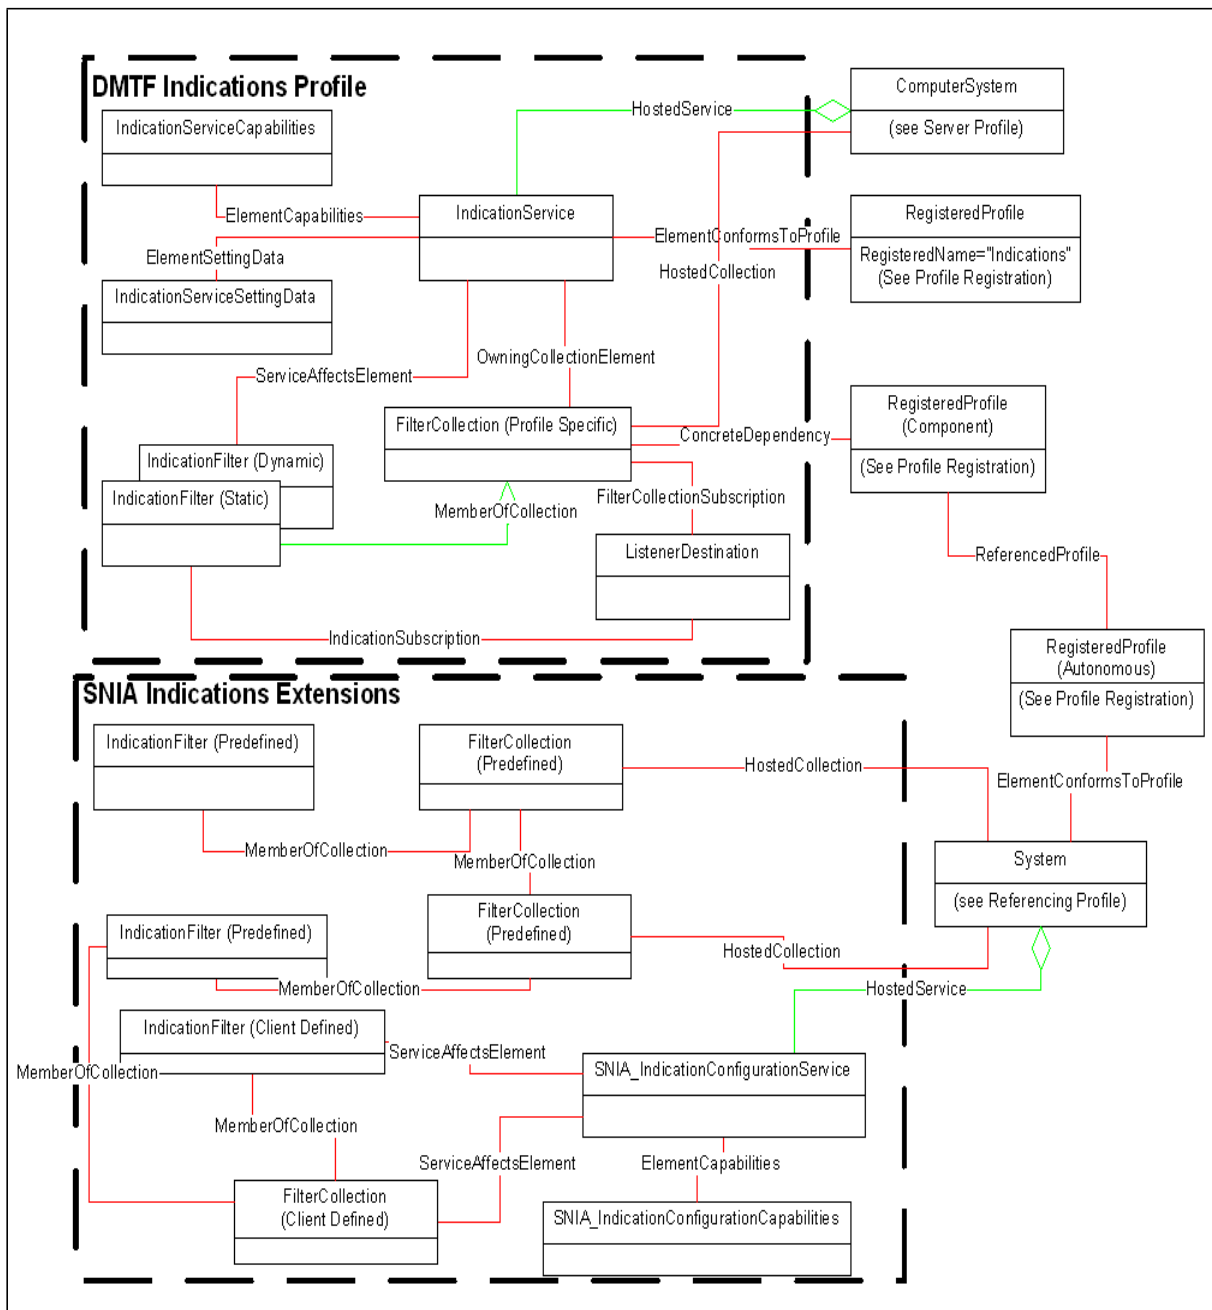 DMTF Indications Profile
ComputerSystem
(see Server Profile)
HostedService
IndicationServiceCapabilities
ElementCapabilities
IndicationService
ElementConformsToProfile
RegisteredProfile
RegisteredName="Indications"
(See Profile Registration)
ElementSettingData
HostedCollection
IndicationServiceSettingData
OwningCollectionElement
ServiceAffectsElement
FilterCollection (Profile Specific)
ConcreteDependency
RegisteredProfile
(Component)
(See Profile Registration)
IndicationFilter (Dynamic)
IndicationFilter (Static)
MemberOfCollection
FilterCollectionSubscription
ListenerDestination
ReferencedProfile
IndicationSubscription
RegisteredProfile
(Autonomous)
(See Profile Registration)
SNIA Indications Extensions
IndicationFilter (Predefined)
FilterCollection
(Predefined)
HostedCollection
ElementConformsToProfile
MemberOfCollection
MemberOfCollection
System
(see Referencing Profile)
IndicationFilter (Predefined)
FilterCollection
(Predefined)
HostedCollection
MemberOfCollection
HostedService
IndicationFilter (Client Defined)
ServiceAffectsElement
SNIA_IndicationConfigurationService
MemberOfCollection
MemberOfCollection
ServiceAffectsElement
ElementCapabilities
FilterCollection
(Client Defined)
SNIA_IndicationConfigurationCapabilities